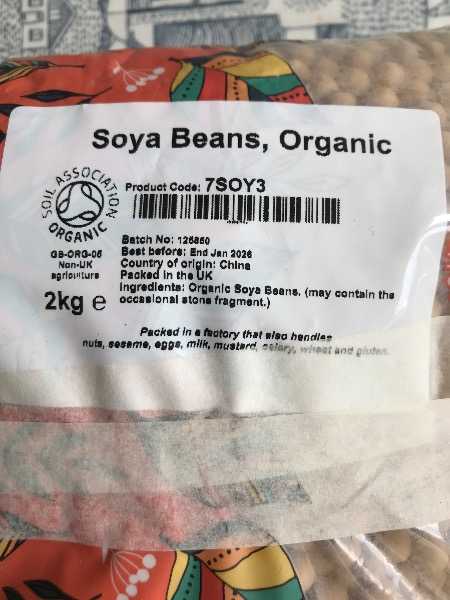 Soya Beans, Organic
Product Code: 7SOY3
SOIL ASSOCIATION
ORGANIC
GB-ORG-05
Non-UK
agriculture
Batch No: 125850
Best before: End Jan 2026
Country of origin: China
Packed in the UK
Ingredients: Organic Soya Beans. (may contain the
occasional stone fragment.)
2kg e
Packed in a factory that also handles
nuts, sesame, eggs, milk, mustard, celery, wheat and gluten.